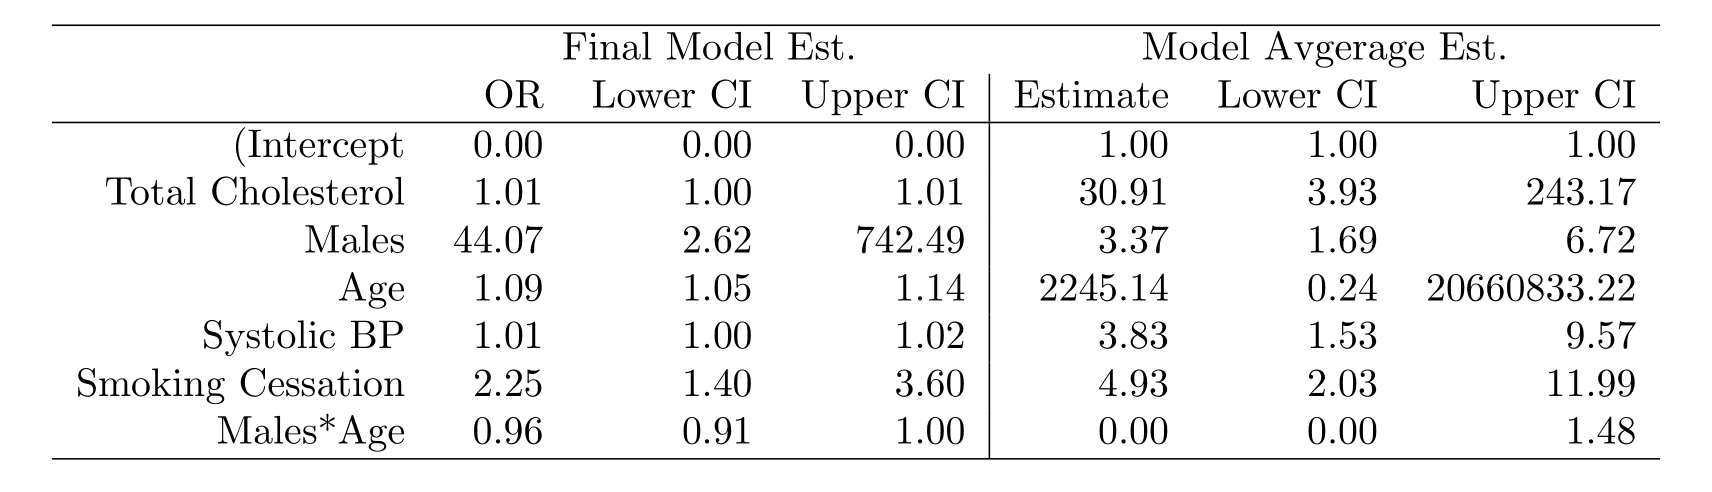 Final Model Est. Model Avgerage Est.
OR Lower CI Upper CI Estimate Lower CI Upper CI
(Intercept 0.00 0.00 0.00 1.00 1.00 1.00
Total Cholesterol 1.01 1.00 1.01 30.91 3.93 243.17
Males 44.07 2.62 742.49 3.37 1.69 6.72
Age 1.09 1.05 1.14 2245.14 0.24 20660833.22
Systolic BP 1.01 1.00 1.02 3.83 1.53 9.57
Smoking Cessation 2.25 1.40 3.60 4.93 2.03 11.99
Males*Age 0.96 0.91 1.00 0.00 0.00 1.48